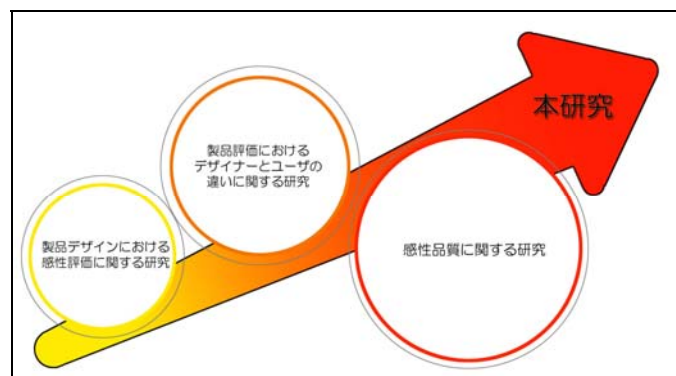 製品デザインにおける
感性評価に関する研究
製品評価における
デザイナーとユーザの
違いに関する研究
感性品質に関する研究
本研究